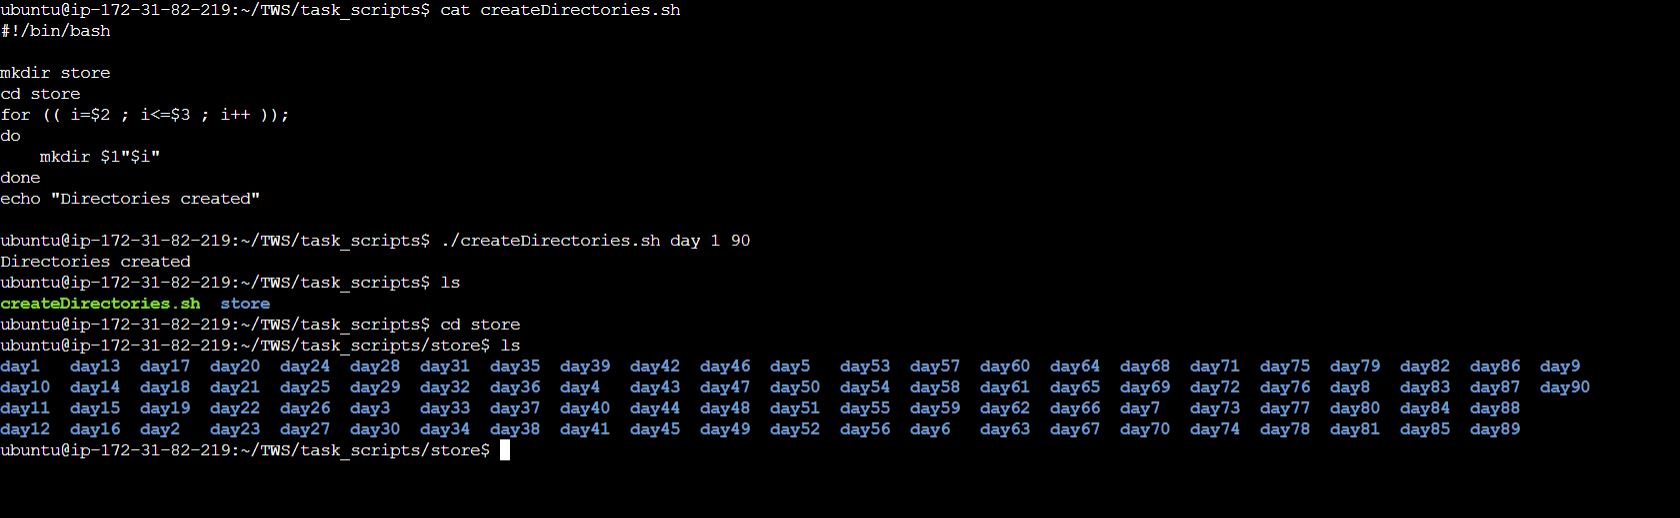 ubuntu@ip-172-31-82-219:~/TWS/task_scripts$ cat createDirectories.sh
#!/bin/bash

mkdir store
cd store
for (( i=$2 ; i<=$3 ; i++ ));
do
    mkdir $1"$i"
done
echo "Directories created"

ubuntu@ip-172-31-82-219:~/TWS/task_scripts$ ./createDirectories.sh day 1 90
Directories created
ubuntu@ip-172-31-82-219:~/TWS/task_scripts$ ls
createDirectories.sh  store
ubuntu@ip-172-31-82-219:~/TWS/task_scripts$ cd store
ubuntu@ip-172-31-82-219:~/TWS/task_scripts/store$ ls
day1   day13  day17  day20  day24  day28  day31  day35  day39  day42  day46  day5   day53  day57  day60  day64  day68  day71  day75  day79  day82  day86  day9
day10  day14  day18  day21  day25  day29  day32  day36  day4   day43  day47  day50  day54  day58  day61  day65  day69  day72  day76  day8   day83  day87  day90
day11  day15  day19  day22  day26  day3   day33  day37  day40  day44  day48  day51  day55  day59  day62  day66  day7   day73  day77  day80  day84  day88
day12  day16  day2   day23  day27  day30  day34  day38  day41  day45  day49  day52  day56  day6   day63  day67  day70  day74  day78  day81  day85  day89
ubuntu@ip-172-31-82-219:~/TWS/task_scripts/store$